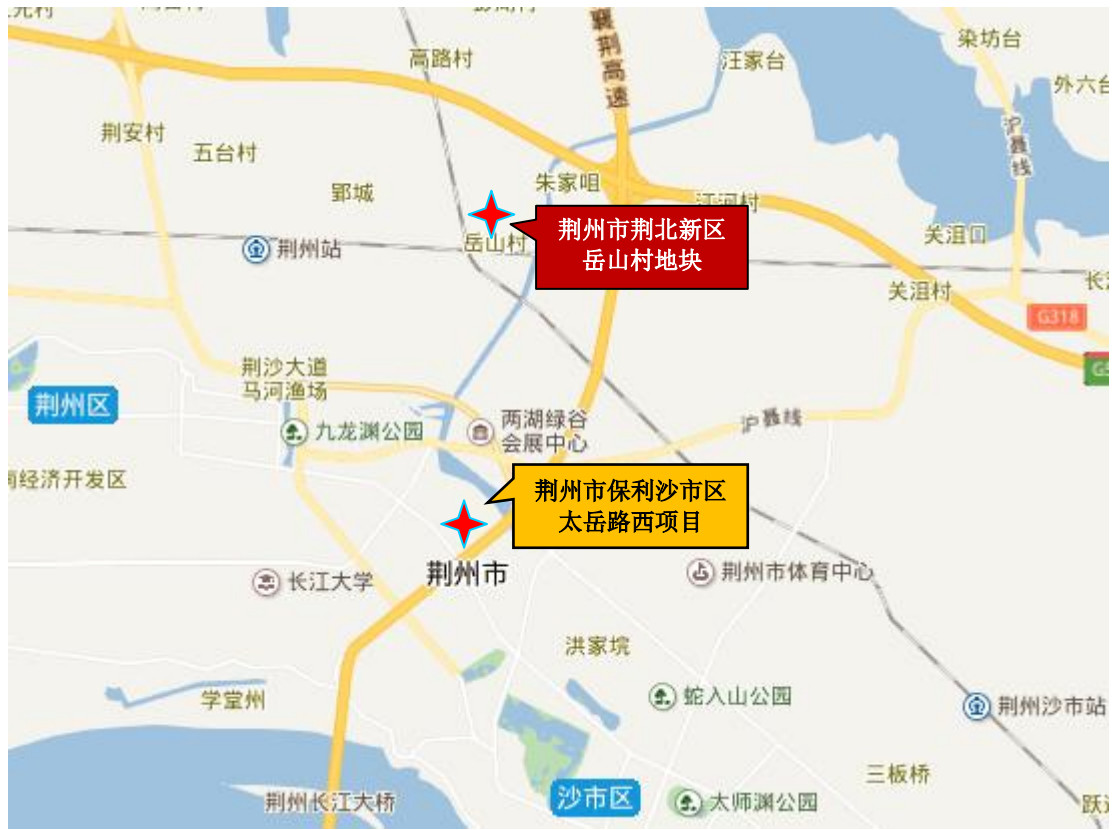 高路村
襄荆高速
汪家台
染坊台
外六台
荆安村
五台村
沪聂线
郢城
朱家咀
江河村
荆州市荆北新区
岳山村地块
岳山村
荆州站
关沮口
关沮村
G318
荆沙大道
马河渔场
荆州区
九龙渊公园
两湖绿谷
会展中心
沪聂线
荆州市保利沙市区
太岳路西项目
南经济开发区
荆州市
长江大学
荆州市体育中心
洪家垸
学堂州
蛇入山公园
荆州沙市站
三板桥
荆州长江大桥
沙市区
太师渊公园